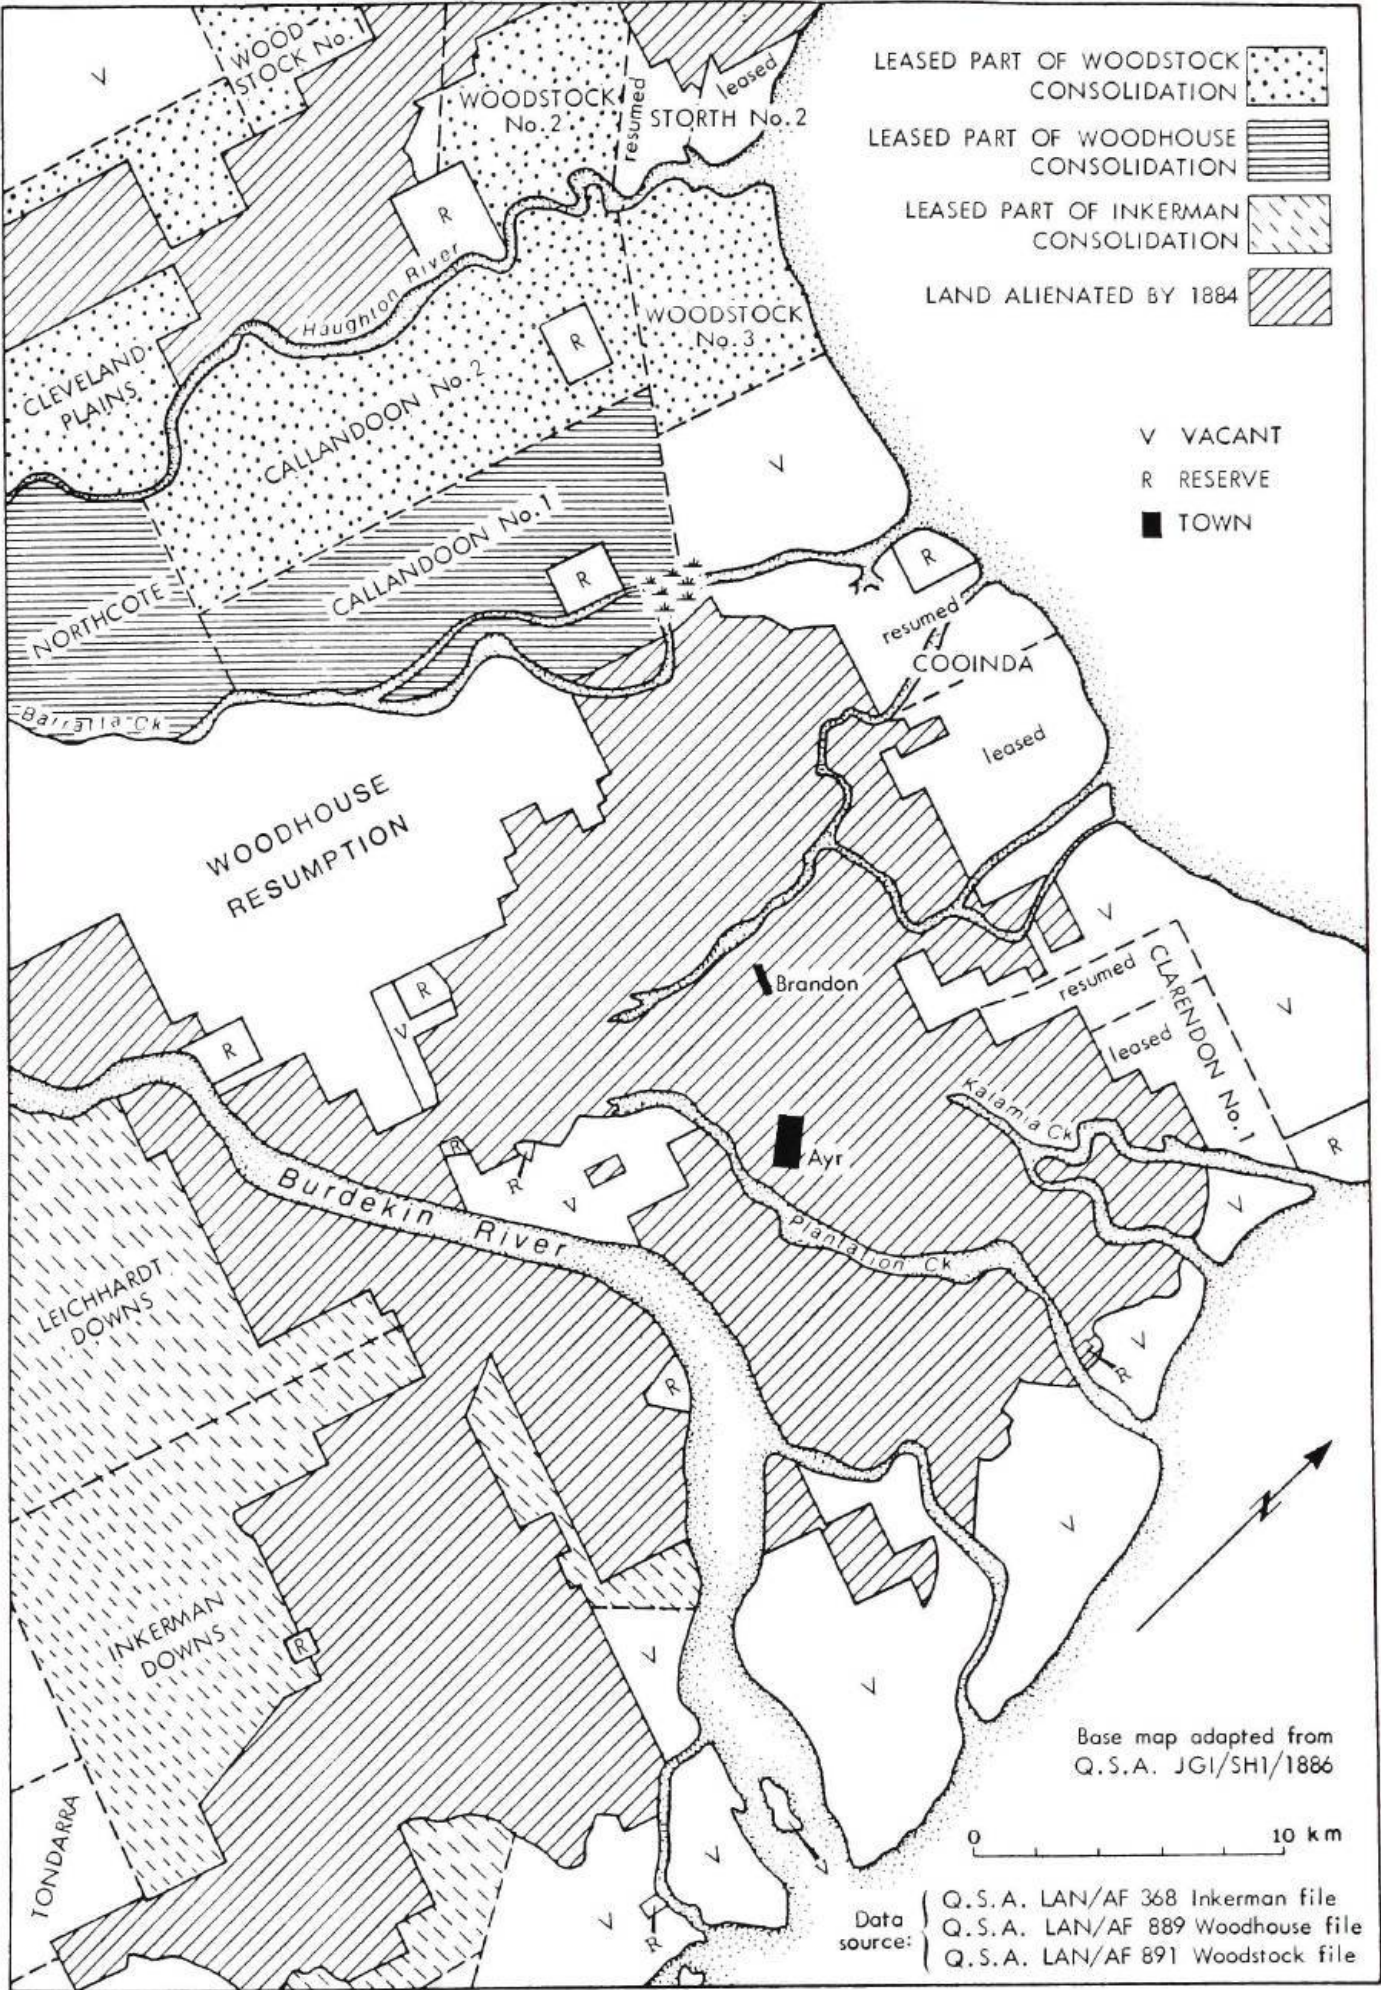 V
WOOD-
STOCK No.1
WOODSTOCK
No.2
resumed
leased
STORTH No.2
LEASED PART OF WOODSTOCK
CONSOLIDATION
LEASED PART OF WOODHOUSE
CONSOLIDATION
LEASED PART OF INKERMAN
CONSOLIDATION
LAND ALIENATED BY 1884
V VACANT
R RESERVE
TOWN
R
Haughton River
R
WOODSTOCK
No.3
CLEVELAND
PLAINS
CALLANDOON No.2
V
CALLANDOON No.1
R
R
NORTHCOTE
resumed
COOINDA
leased
Barratta Ck
WOODHOUSE
RESUMPTION
V
Brandon
R
V
R
resumed
leased
CLARENDON No.1
V
Kalamia Ck
R
R
R
V
Ayr
V
Burdekin River
Plantation Ck
LEICHHARDT
DOWNS
V
R
R
V
N
INKERMAN
DOWNS
R
V
V
Base map adapted from
Q.S.A. JGI/SH1/1886
TONDARRA
0 10 km
V
V
V
R
Data
source:
Q.S.A. LAN/AF 368 Inkerman file
Q.S.A. LAN/AF 889 Woodhouse file
Q.S.A. LAN/AF 891 Woodstock file